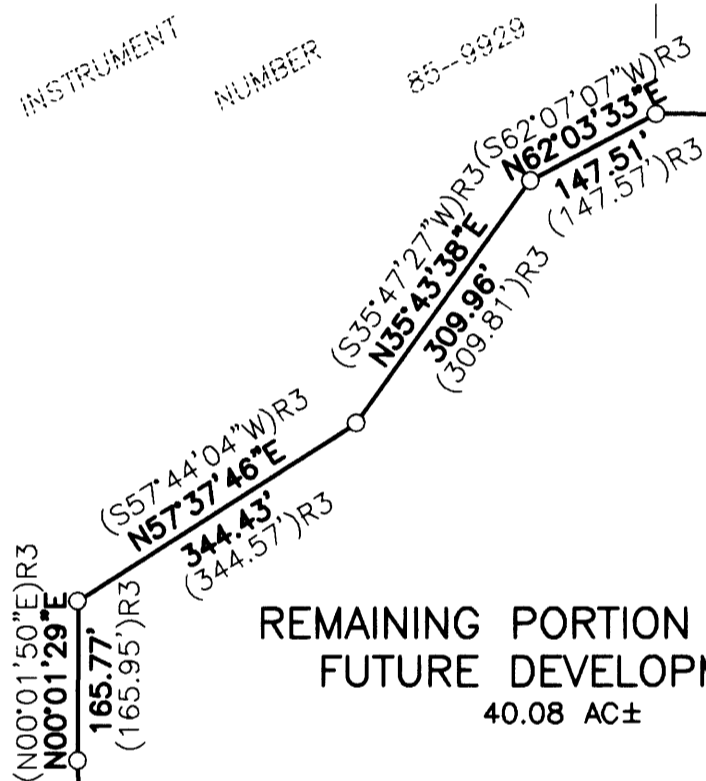 INSTRUMENT NUMBER 85--9929
(S62°07'07"W)R3
N62°03'33"E
147.51'
(147.57')R3
(S35°47'27"W)R3
N35°43'38"E
309.96'
(309.81')R3
(S57°44'04"W)R3
N57°37'46"E
344.43'
(344.57')R3
(N00°01'50"E)R3
N00°01'29"E
165.77'
(165.95')R3
REMAINING PORTION
FUTURE DEVELOPM
40.08 AC±